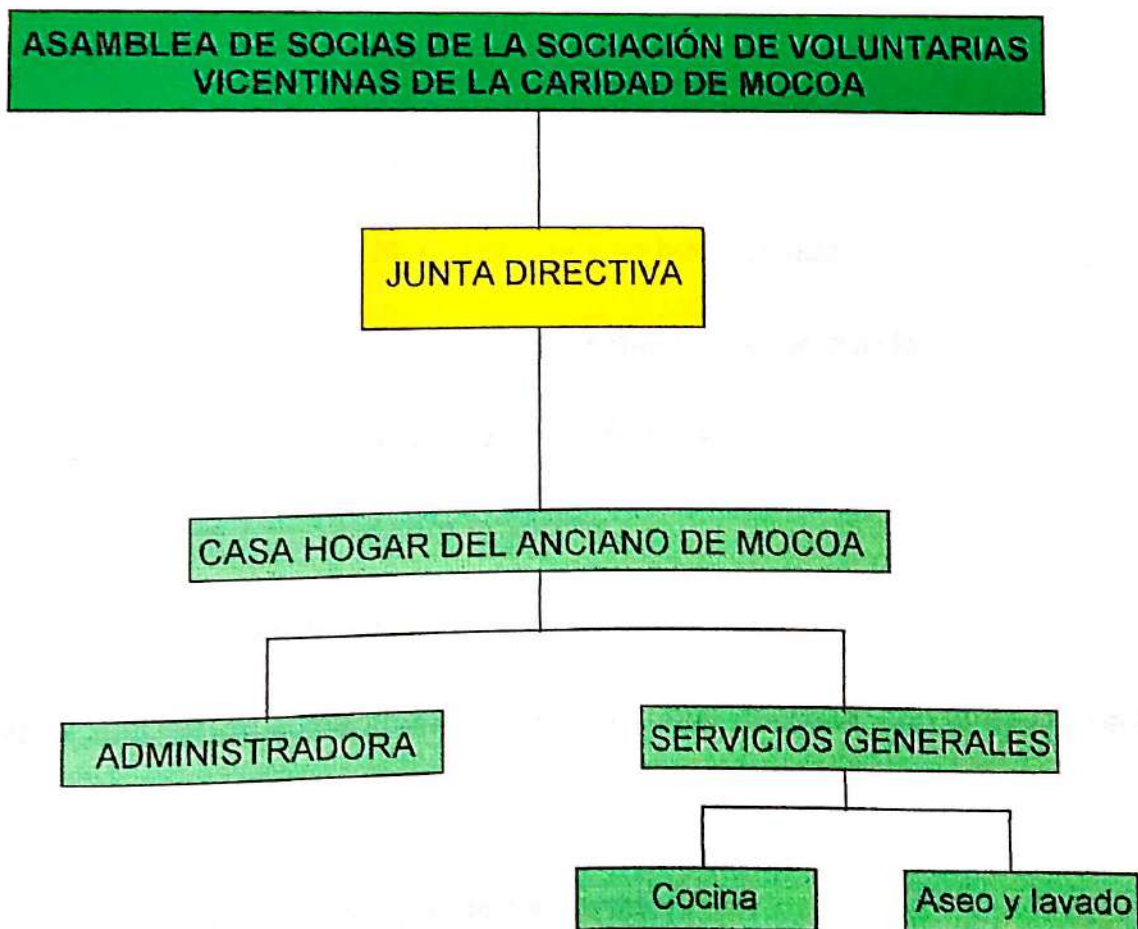 ASAMBLEA DE SOCIAS DE LA SOCIACIÓN DE VOLUNTARIAS
VICENTINAS DE LA CARIDAD DE MOCOA
JUNTA DIRECTIVA
CASA HOGAR DEL ANCIANO DE MOCOA
ADMINISTRADORA
SERVICIOS GENERALES
Cocina
Aseo y lavado